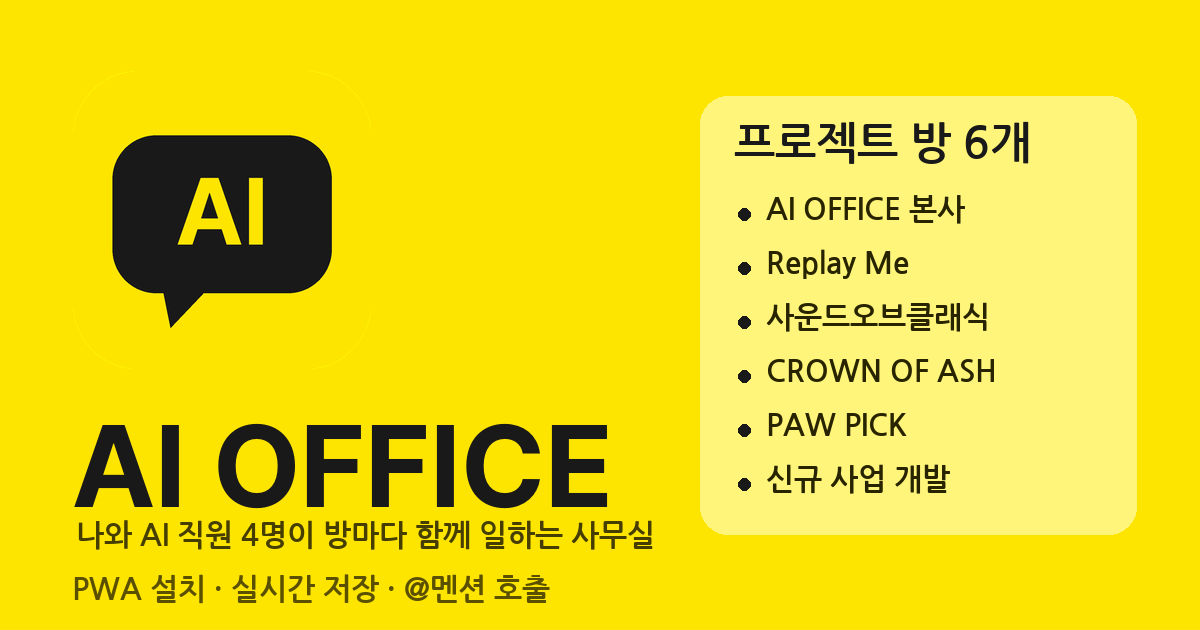 AI
AI OFFICE
나와 AI 직원 4명이 방마다 함께 일하는 사무실
PWA 설치 · 실시간 저장 · @멘션 호출
프로젝트 방 6개
● AI OFFICE 본사
● Replay Me
● 사운드오브클래식
● CROWN OF ASH
● PAW PICK
● 신규 사업 개발